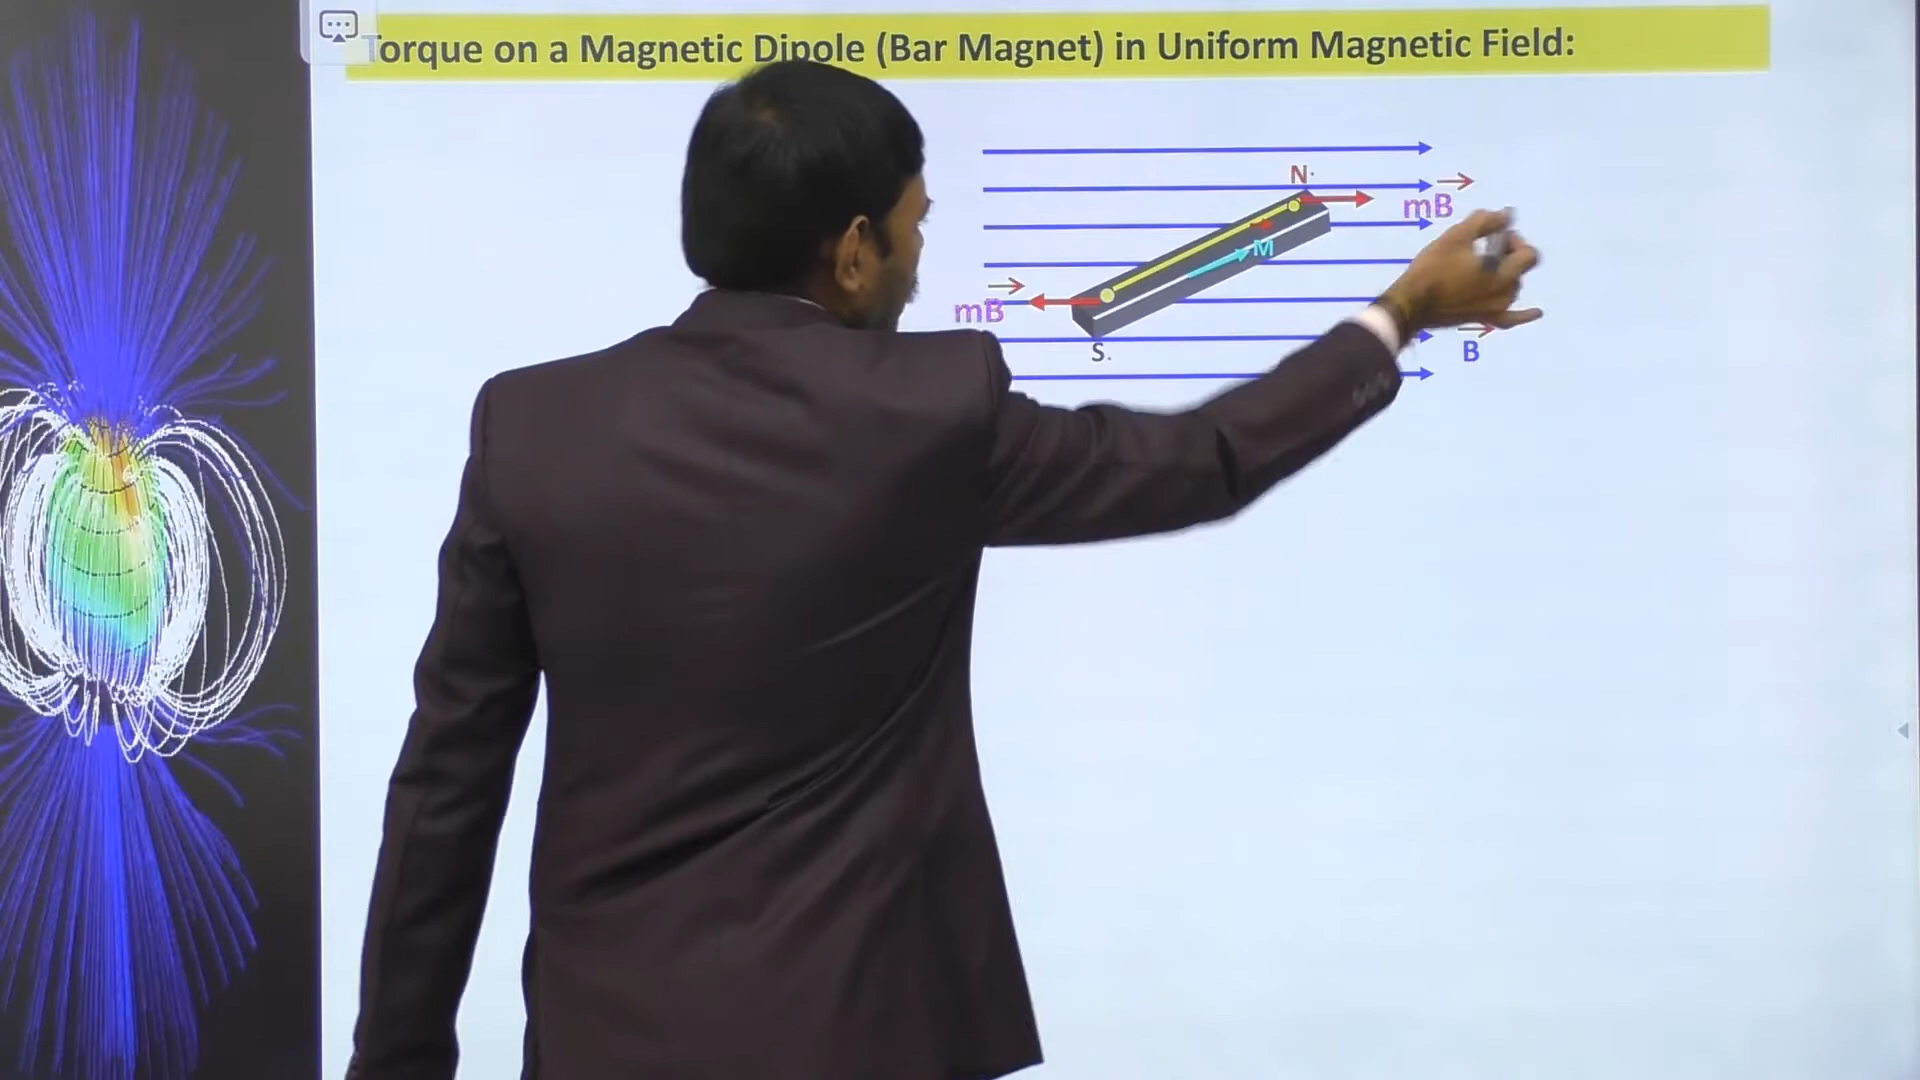 Torque on a Magnetic Dipole (Bar Magnet) in Uniform Magnetic Field:
N
mB
M
mB
S
B